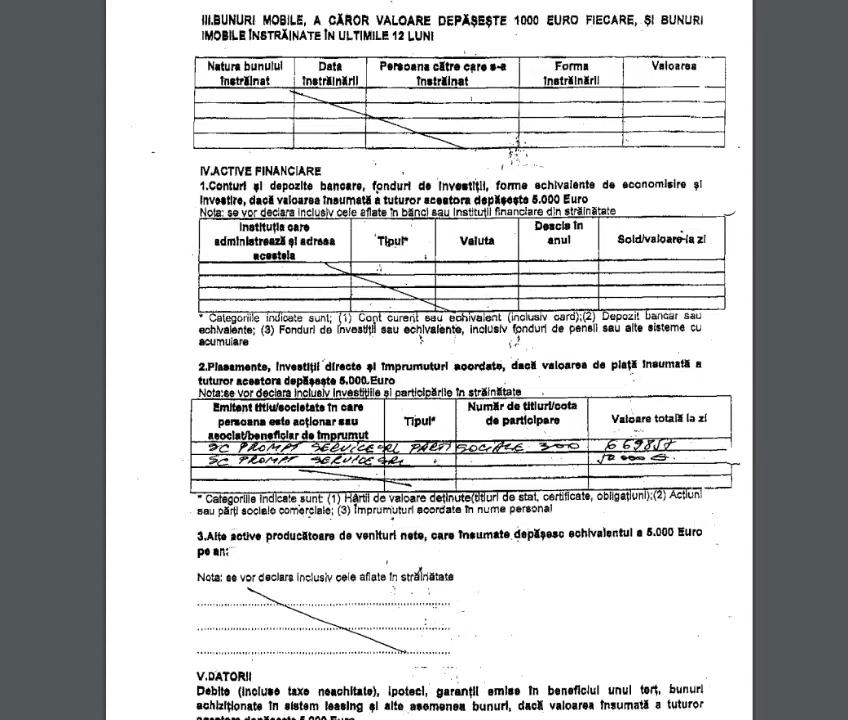 III.BUNURI MOBILE, A CĂROR VALOARE DEPĂȘEȘTE 1000 EURO FIECARE, ȘI BUNURI
IMOBILE ÎNSTRĂINATE ÎN ULTIMILE 12 LUNI
Natura bunului înstrăinat
Data înstrăinării
Persoana către care s-a înstrăinat
Forma înstrăinării
Valoarea
IV.ACTIVE FINANCIARE
1.Conturi și depozite bancare, fonduri de investiții, forme echivalente de economisire și
investire, dacă valoarea însumată a tuturor acestora depășește 5.000 Euro
Nota: se vor declara inclusiv cele aflate în bănci sau instituții financiare din străinătate
Instituția care administrează și adresa acesteia
Tipul*
Valuta
Descis în anul
Sold/valoare la zi
* Categoriile indicate sunt; (1) Cont curent sau echivalent (inclusiv card);(2) Depozit bancar sau
echivalente; (3) Fonduri de investiții sau echivalente, inclusiv fonduri de pensii sau alte sisteme cu
acumulare
2.Plasamente, investiții directe și împrumuturi acordate, dacă valoarea de piață însumată a
tuturor acestora depășește 5.000.Euro
Nota:se vor declara inclusiv investițiile și participările în străinătate
Emitent titlu/societate în care persoana este acționar sau asociat/beneficiar de împrumut
Tipul*
Număr de titluri/cota de participare
Valoare totală la zi
SC PROMPT SERVICE SRL PĂRȚI SOCIALE 300
SC PROMPT SERVICE SRL
* Categoriile indicate sunt: (1) Hârtii de valoare deținute(titluri de stat, certificate, obligațiuni);(2) Acțiuni
sau părți sociale comerciale; (3) Împrumuturi acordate în nume personal
3.Alte active producătoare de venituri nete, care însumate depășesc echivalentul a 5.000 Euro
pe an:
Nota: se vor declara inclusiv cele aflate în străinătate
V.DATORII
Debite (incluse taxe neachitate), ipoteci, garanții emise în beneficiul unui terț, bunuri
achiziționate în sistem leasing și alte asemenea bunuri, dacă valoarea însumată a tuturor
acestora depășește 5.000 Euro